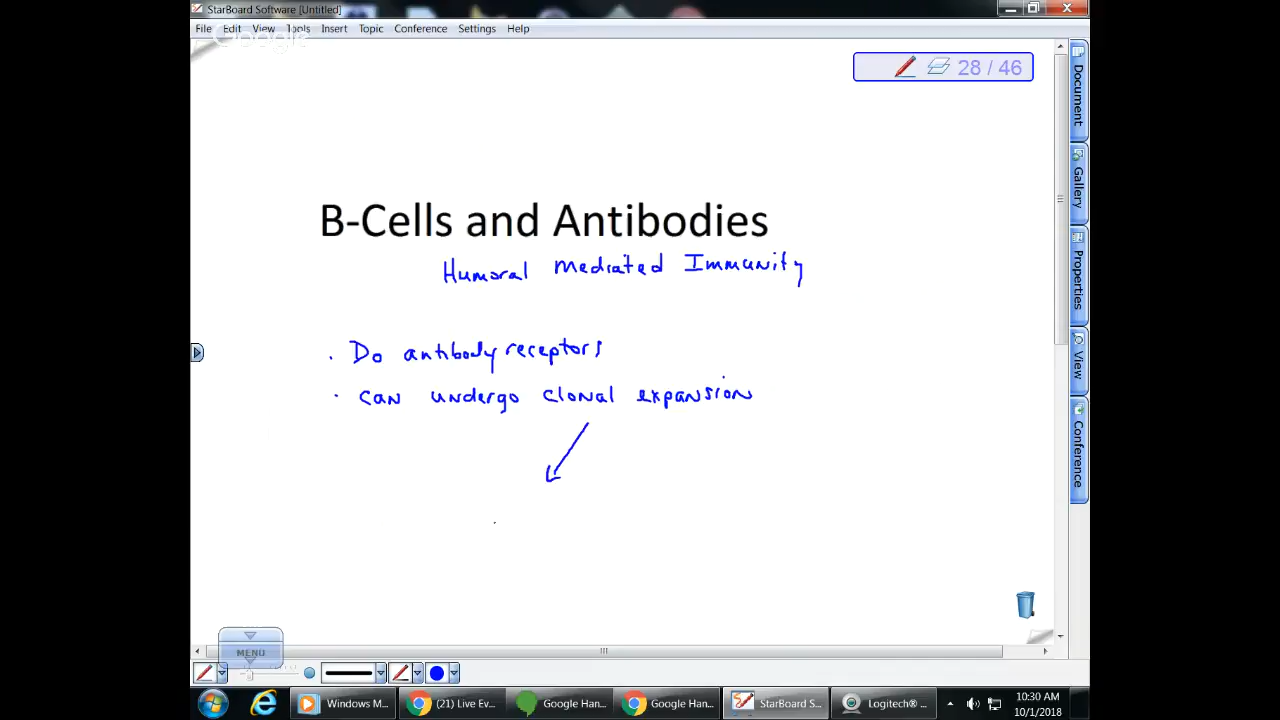 StarBoard Software [Untitled]
File Edit View Tools Insert Topic Conference Settings Help
Google
28 / 46
Document
Gallery
Properties
View
Conference
B-Cells and Antibodies
Humoral Mediated Immunity
· Do antibody receptors
· can undergo clonal expansion
MENU
Windows M...
(21) Live Ev...
Google Han...
Google Han...
StarBoard S...
Logitech® ...
10:30 AM
10/1/2018